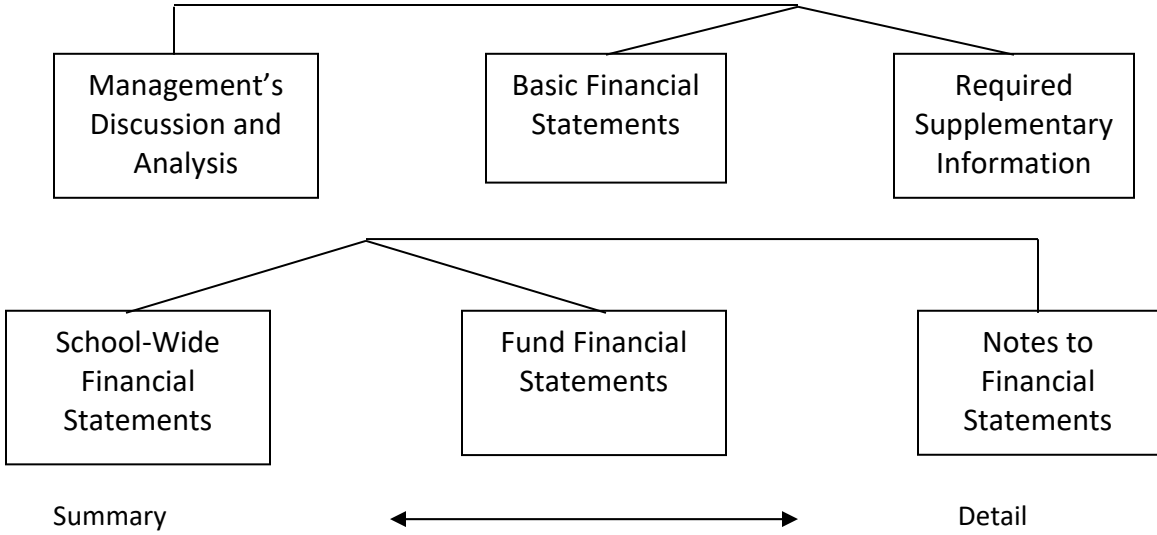 Management’s
Discussion and
Analysis
Basic Financial
Statements
Required
Supplementary
Information
School-Wide
Financial
Statements
Fund Financial
Statements
Notes to
Financial
Statements
Summary
Detail